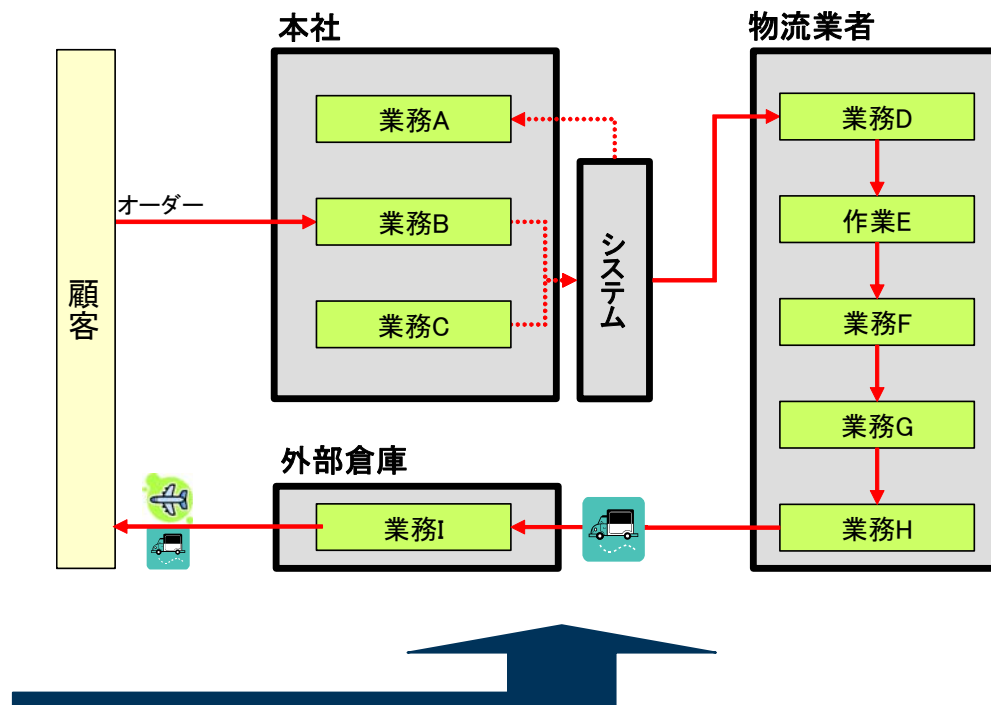 本社
物流業者
業務A
業務D
オーダー
業務B
作業E
システム
顧客
業務C
業務F
業務G
外部倉庫
業務I
業務H